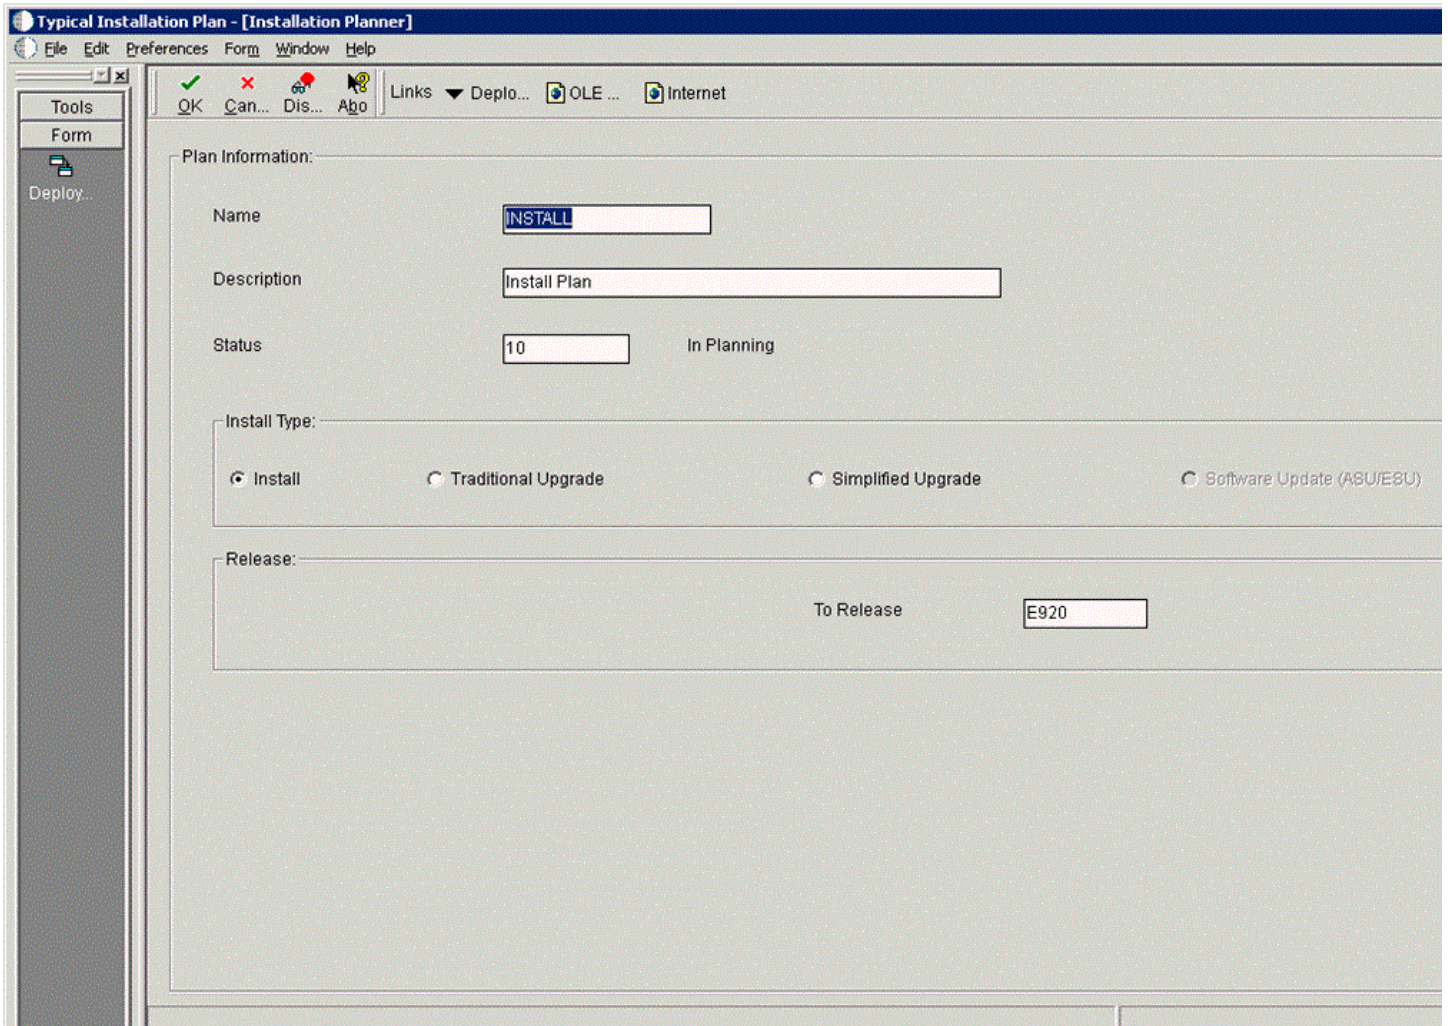 Typical Installation Plan - [Installation Planner]
File Edit Preferences Form Window Help
OK Can... Dis... Abo Links Deplo... OLE ... Internet
Tools
Form
Deploy...
Plan Information:
Name INSTALL
Description Install Plan
Status 10 In Planning
Install Type:
Install Traditional Upgrade Simplified Upgrade Software Update (ASU/ESU)
Release:
To Release E920